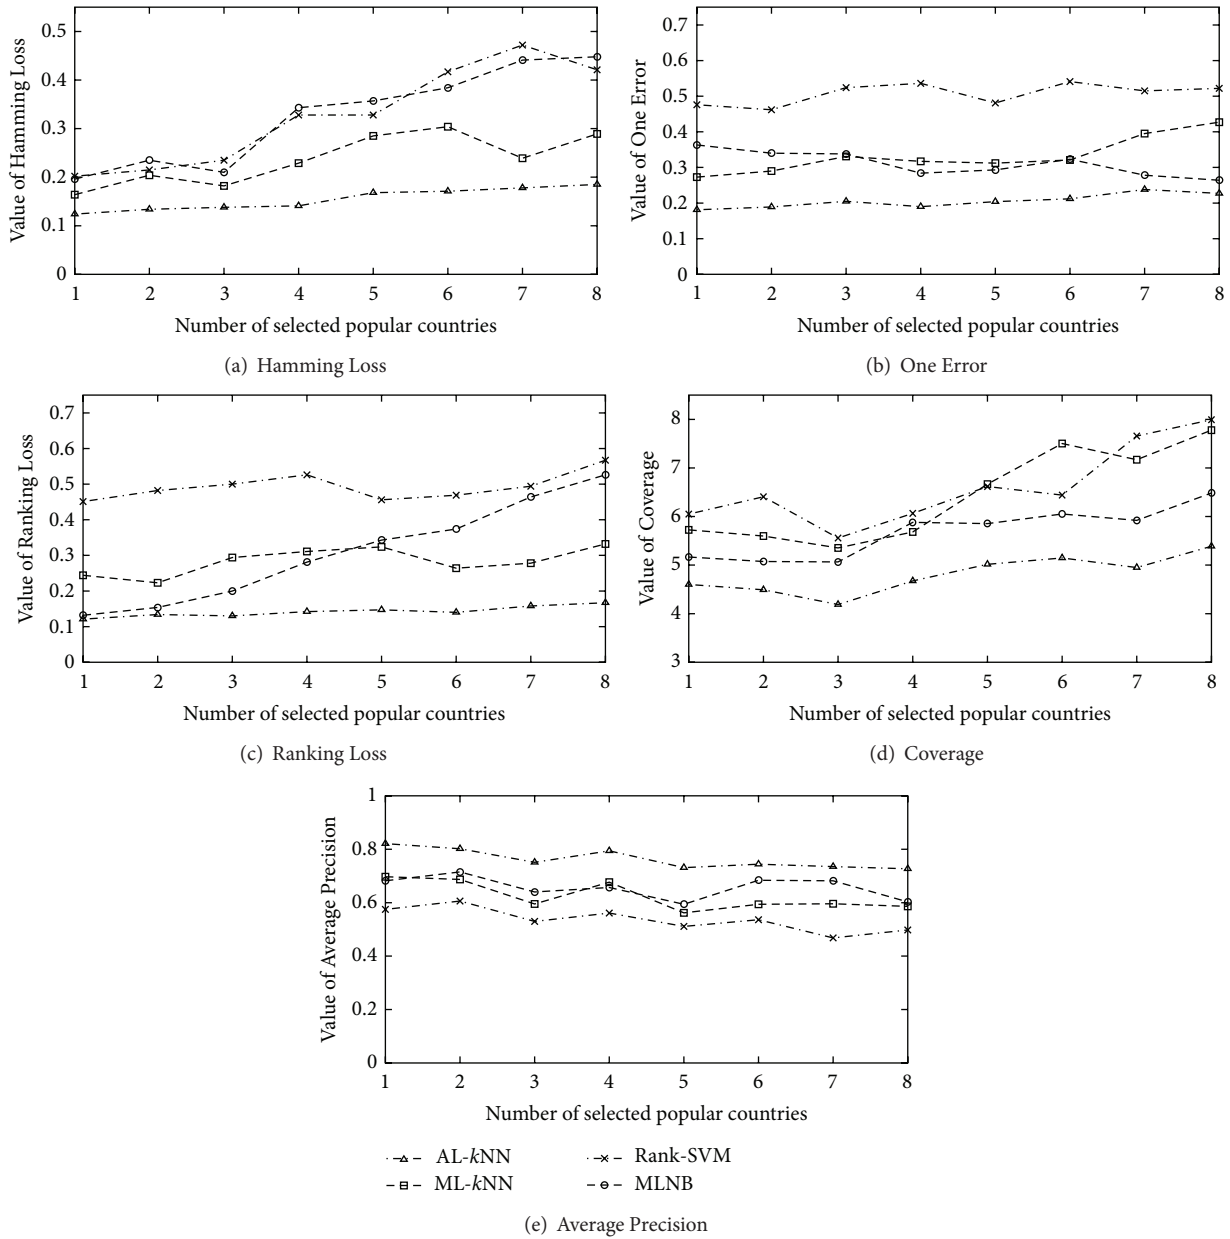 0.5
0.4
0.3
0.2
0.1
0
Value of Hamming Loss
1 2 3 4 5 6 7 8
Number of selected popular countries
(a) Hamming Loss
0.7
0.6
0.5
0.4
0.3
0.2
0.1
0
Value of One Error
1 2 3 4 5 6 7 8
Number of selected popular countries
(b) One Error
0.7
0.6
0.5
0.4
0.3
0.2
0.1
0
Value of Ranking Loss
1 2 3 4 5 6 7 8
Number of selected popular countries
(c) Ranking Loss
8
7
6
5
4
3
Value of Coverage
1 2 3 4 5 6 7 8
Number of selected popular countries
(d) Coverage
1
0.8
0.6
0.4
0.2
0
Value of Average Precision
1 2 3 4 5 6 7 8
Number of selected popular countries
AL-kNN Rank-SVM
ML-kNN MLNB
(e) Average Precision